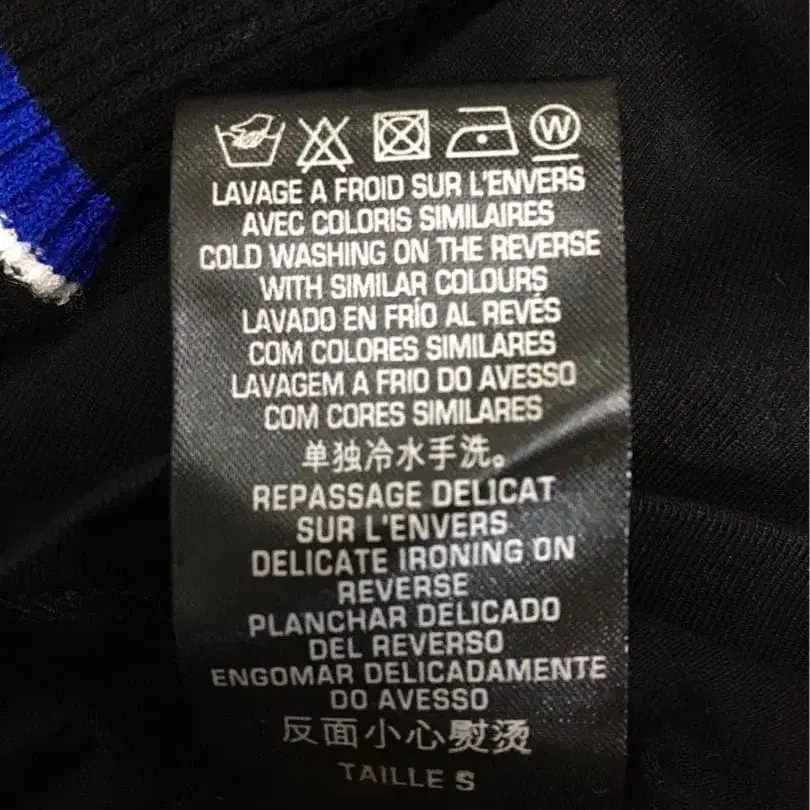 W
LAVAGE A FROID SUR L'ENVERS
AVEC COLORIS SIMILAIRES
COLD WASHING ON THE REVERSE
WITH SIMILAR COLOURS
LAVADO EN FRÍO AL REVÉS
COM COLORES SIMILARES
LAVAGEM A FRIO DO AVESSO
COM CORES SIMILARES
单独冷水手洗。
REPASSAGE DELICAT
SUR L'ENVERS
DELICATE IRONING ON
REVERSE
PLANCHAR DELICADO
DEL REVERSO
ENGOMAR DELICADAMENTE
DO AVESSO
反面小心熨烫
TAILLE S